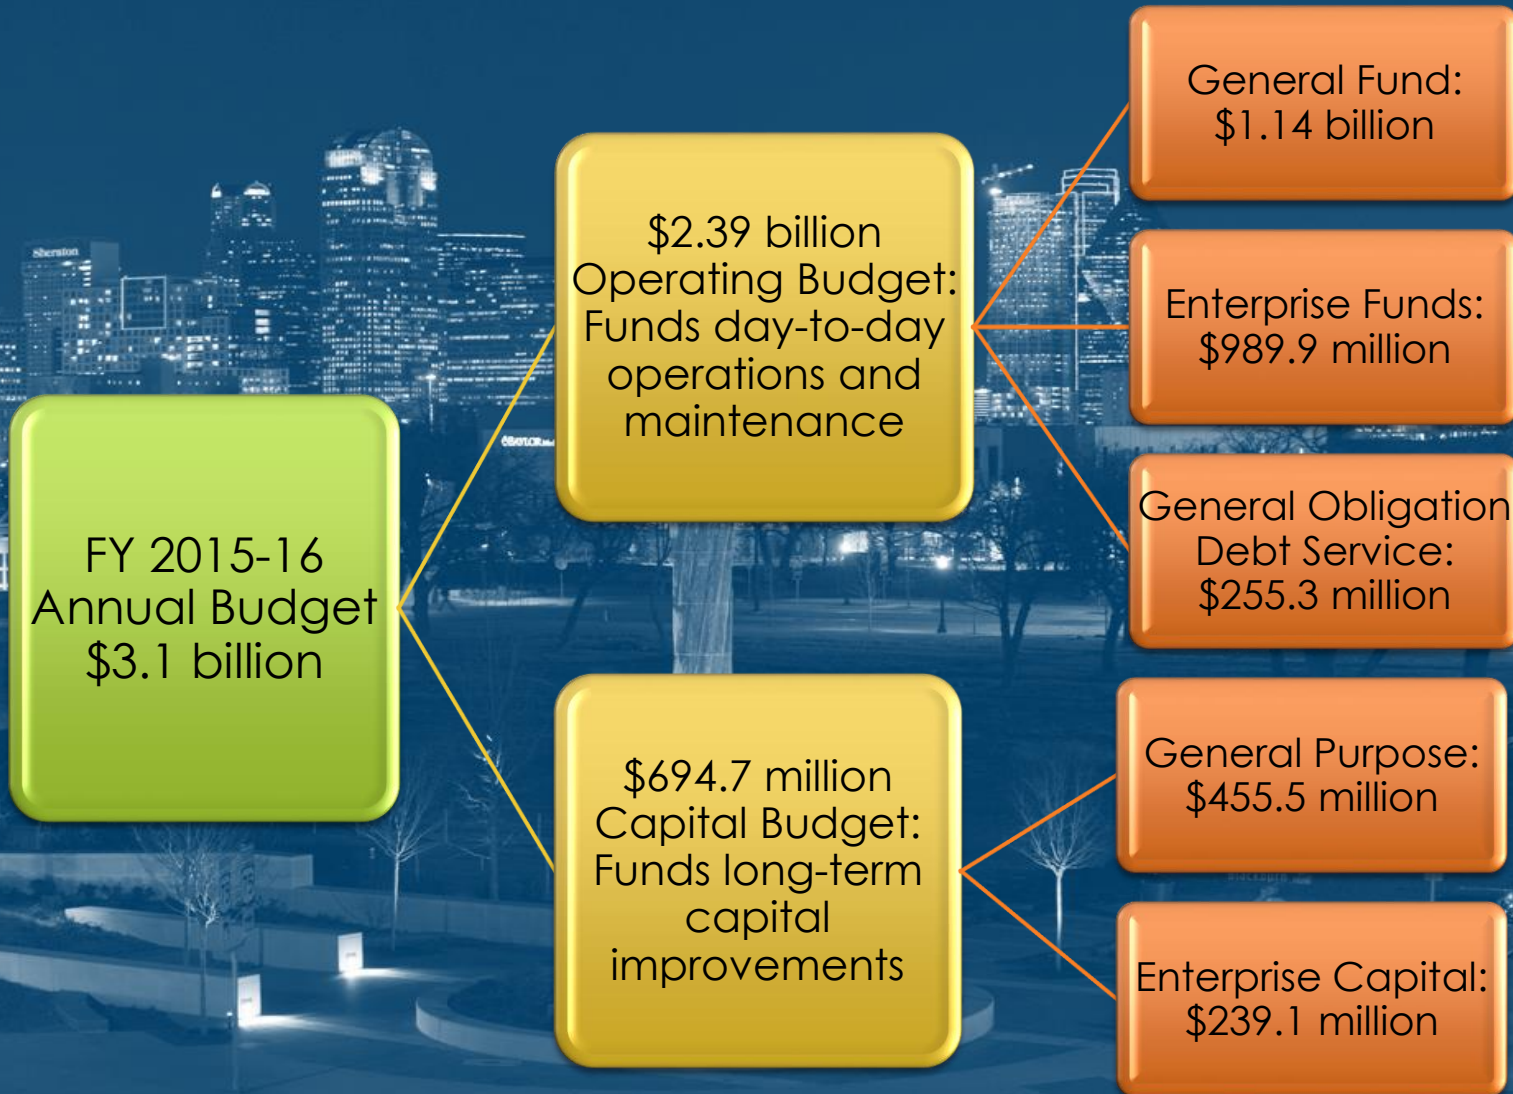 FY 2015-16
Annual Budget
$3.1 billion
$2.39 billion
Operating Budget:
Funds day-to-day
operations and
maintenance
$694.7 million
Capital Budget:
Funds long-term
capital
improvements
General Fund:
$1.14 billion
Enterprise Funds:
$989.9 million
General Obligation
Debt Service:
$255.3 million
General Purpose:
$455.5 million
Enterprise Capital:
$239.1 million
Sheraton